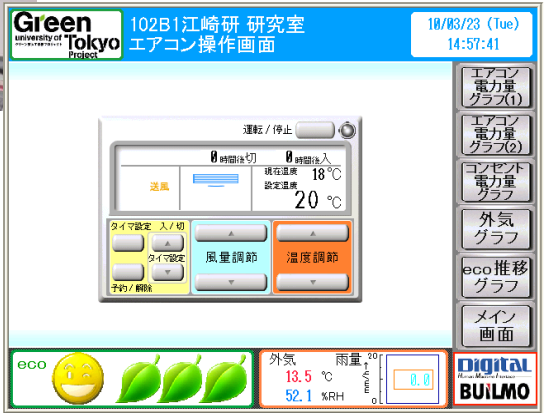 Green
university of Tokyo
Project
102B1江崎研 研究室
エアコン操作画面
10/03/23 (Tue)
14:57:41
エアコン
電力量
グラフ(1)
エアコン
電力量
グラフ(2)
コンセント
電力量
グラフ
外気
グラフ
eco推移
グラフ
メイン
画面
運転/停止
0 時間後切 0 時間後入
送風
現在温度 18℃
設定温度
20 ℃
タイマ設定 入/切
タイマ設定
予約/解除
風量調節
温度調節
eco
外気
13.5 ℃
52.1 %RH
雨量
20
mm/h
0
0.0
Digital
Human Machine Interface
BUILMO